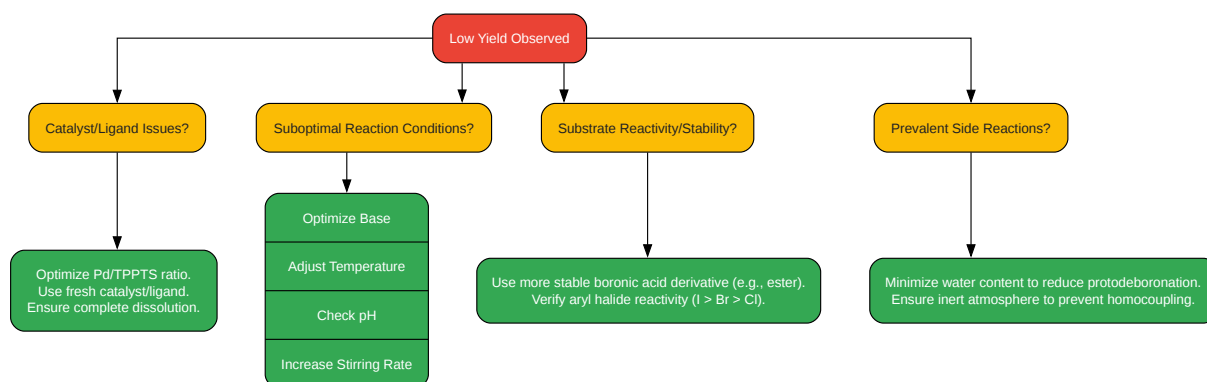 Low Yield Observed
Catalyst/Ligand Issues?
Suboptimal Reaction Conditions?
Substrate Reactivity/Stability?
Prevalent Side Reactions?
Optimize Pd/TPPTS ratio.
Use fresh catalyst/ligand.
Ensure complete dissolution.
Optimize Base
Adjust Temperature
Check pH
Increase Stirring Rate
Use more stable boronic acid derivative (e.g., ester).
Verify aryl halide reactivity (I > Br > Cl).
Minimize water content to reduce protodeboronation.
Ensure inert atmosphere to prevent homocoupling.